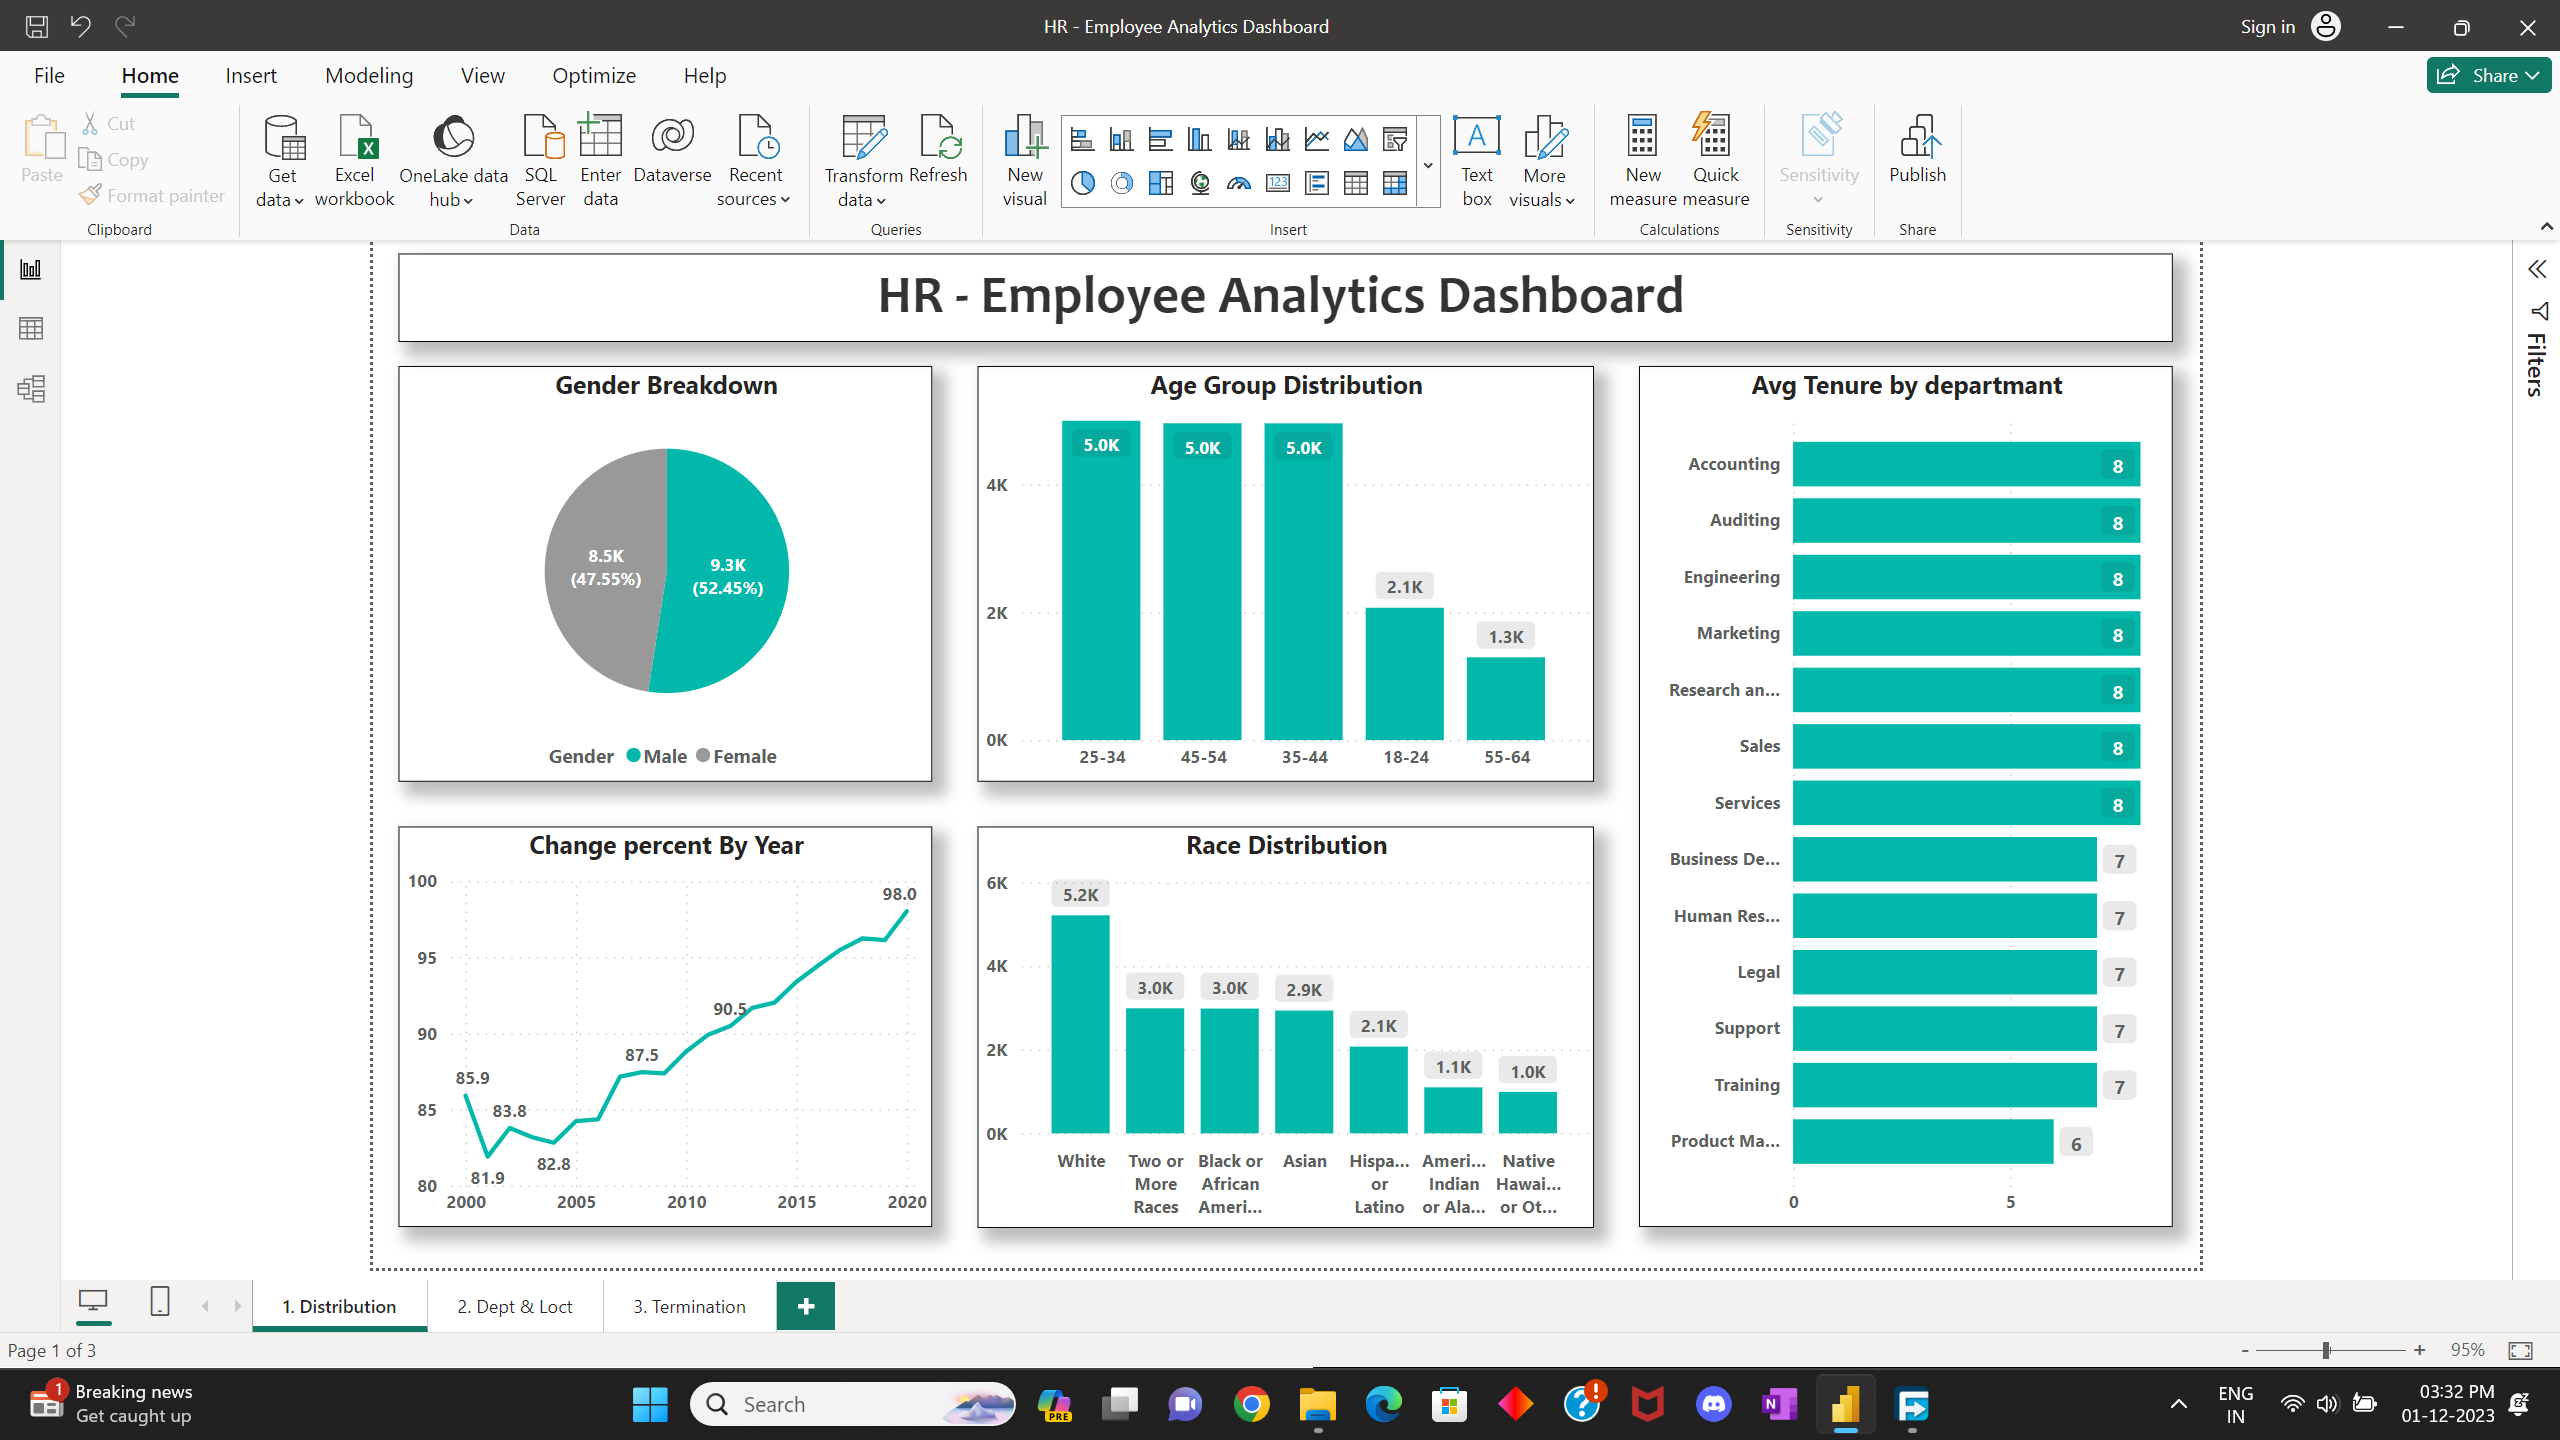 HR - Employee Analytics Dashboard
Sign in
File
Home
Insert
Modeling
View
Optimize
Help
Share
Paste
Cut
Copy
Format painter
Clipboard
Get
data
Excel
workbook
OneLake data
hub
SQL
Server
Enter
data
Dataverse
Recent
sources
Data
Transform
data
Refresh
Queries
New
visual
123
A
Text
box
More
visuals
Insert
New
measure
Quick
measure
Calculations
Sensitivity
Sensitivity
Publish
Share
HR - Employee Analytics Dashboard
Filters
Gender Breakdown
8.5K
(47.55%)
9.3K
(52.45%)
Gender Male Female
Age Group Distribution
4K
2K
0K
5.0K
5.0K
5.0K
2.1K
1.3K
25-34
45-54
35-44
18-24
55-64
Avg Tenure by departmant
Accounting 8
Auditing 8
Engineering 8
Marketing 8
Research an... 8
Sales 8
Services 8
Business De... 7
Human Res... 7
Legal 7
Support 7
Training 7
Product Ma... 6
0 5
Change percent By Year
100
95
90
85
80
85.9
81.9
83.8
82.8
87.5
90.5
98.0
2000 2005 2010 2015 2020
Race Distribution
6K
4K
2K
0K
5.2K
3.0K
3.0K
2.9K
2.1K
1.1K
1.0K
White
Two or
More
Races
Black or
African
Ameri...
Asian
Hispa...
or
Latino
Ameri...
Indian
or Ala...
Native
Hawai...
or Ot...
1. Distribution
2. Dept & Loct
3. Termination
+
Page 1 of 3
- + 95%
1
Breaking news
Get caught up
Search
PRE
N
ENG
IN
03:32 PM
01-12-2023